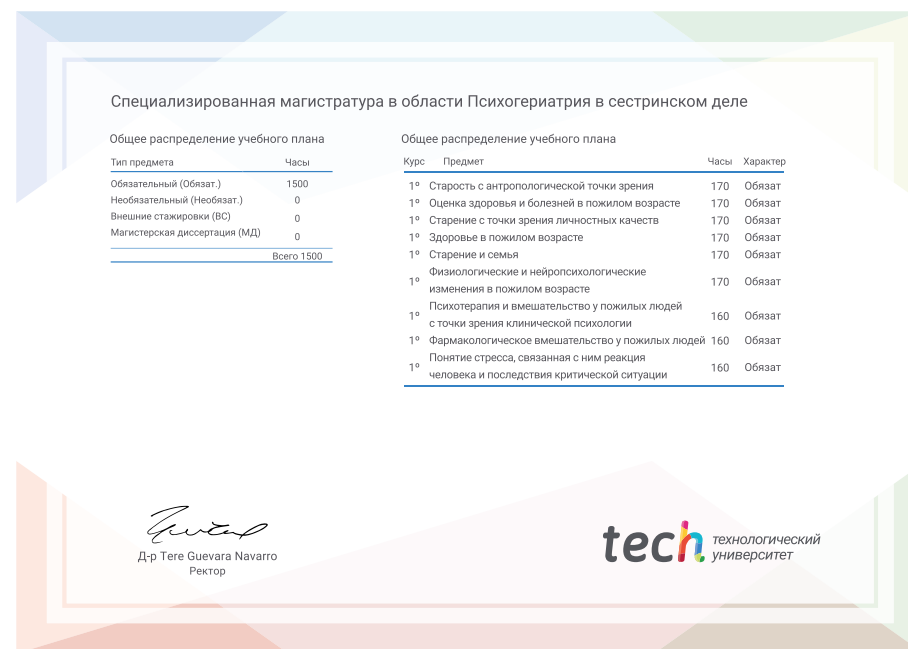 Специализированная магистратура в области Психогериатрия в сестринском деле
Общее распределение учебного плана
Тип предмета Часы
Обязательный (Обязат.) 1500
Необязательный (Необязат.) 0
Внешние стажировки (ВС) 0
Магистерская диссертация (МД) 0
Всего 1500
Общее распределение учебного плана
Курс Предмет Часы Характер
1º Старость с антропологической точки зрения 170 Обязат
1º Оценка здоровья и болезней в пожилом возрасте 170 Обязат
1º Старение с точки зрения личностных качеств 170 Обязат
1º Здоровье в пожилом возрасте 170 Обязат
1º Старение и семья 170 Обязат
1º Физиологические и нейропсихологические
изменения в пожилом возрасте 170 Обязат
1º Психотерапия и вмешательство у пожилых людей
с точки зрения клинической психологии 160 Обязат
1º Фармакологическое вмешательство у пожилых людей 160 Обязат
1º Понятие стресса, связанная с ним реакция
человека и последствия критической ситуации 160 Обязат
Д-р Tere Guevara Navarro
Ректор
tech технологический
университет